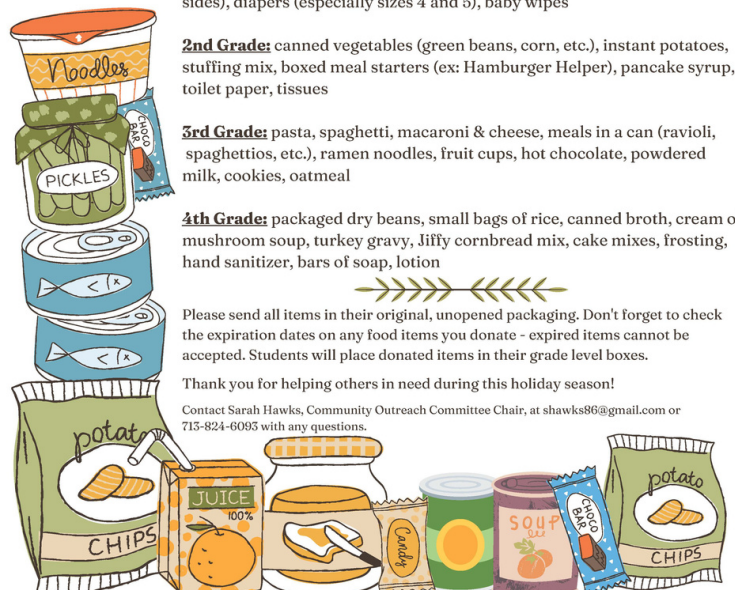 sides), diapers (especially sizes 4 and 5), baby wipes
2nd Grade: canned vegetables (green beans, corn, etc.), instant potatoes,
stuffing mix, boxed meal starters (ex: Hamburger Helper), pancake syrup,
toilet paper, tissues
3rd Grade: pasta, spaghetti, macaroni & cheese, meals in a can (ravioli,
spaghettios, etc.), ramen noodles, fruit cups, hot chocolate, powdered
milk, cookies, oatmeal
4th Grade: packaged dry beans, small bags of rice, canned broth, cream o
mushroom soup, turkey gravy, Jiffy cornbread mix, cake mixes, frosting,
hand sanitizer, bars of soap, lotion
Please send all items in their original, unopened packaging. Don't forget to check
the expiration dates on any food items you donate - expired items cannot be
accepted. Students will place donated items in their grade level boxes.
Thank you for helping others in need during this holiday season!
Contact Sarah Hawks, Community Outreach Committee Chair, at shawks86@gmail.com or
713-824-6093 with any questions.
Noodles
CHOCO
BAR
PICKLES
potato
CHIPS
JUICE
100%
Candy
SOUP
CHOCO
BAR
potato
CHIPS